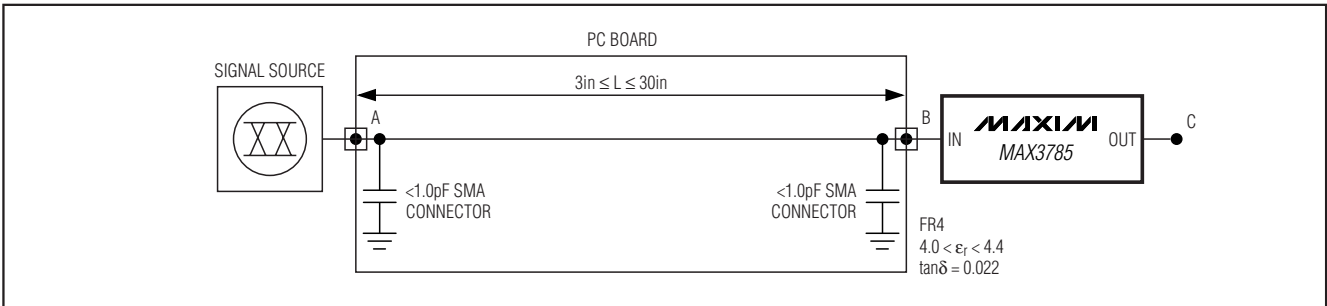 PC BOARD
SIGNAL SOURCE
3in ≤ L ≤ 30in
A
B
C
MAXIM
IN
OUT
MAX3785
<1.0pF SMA
CONNECTOR
<1.0pF SMA
CONNECTOR
FR4
4.0 < εr < 4.4
tanδ = 0.022